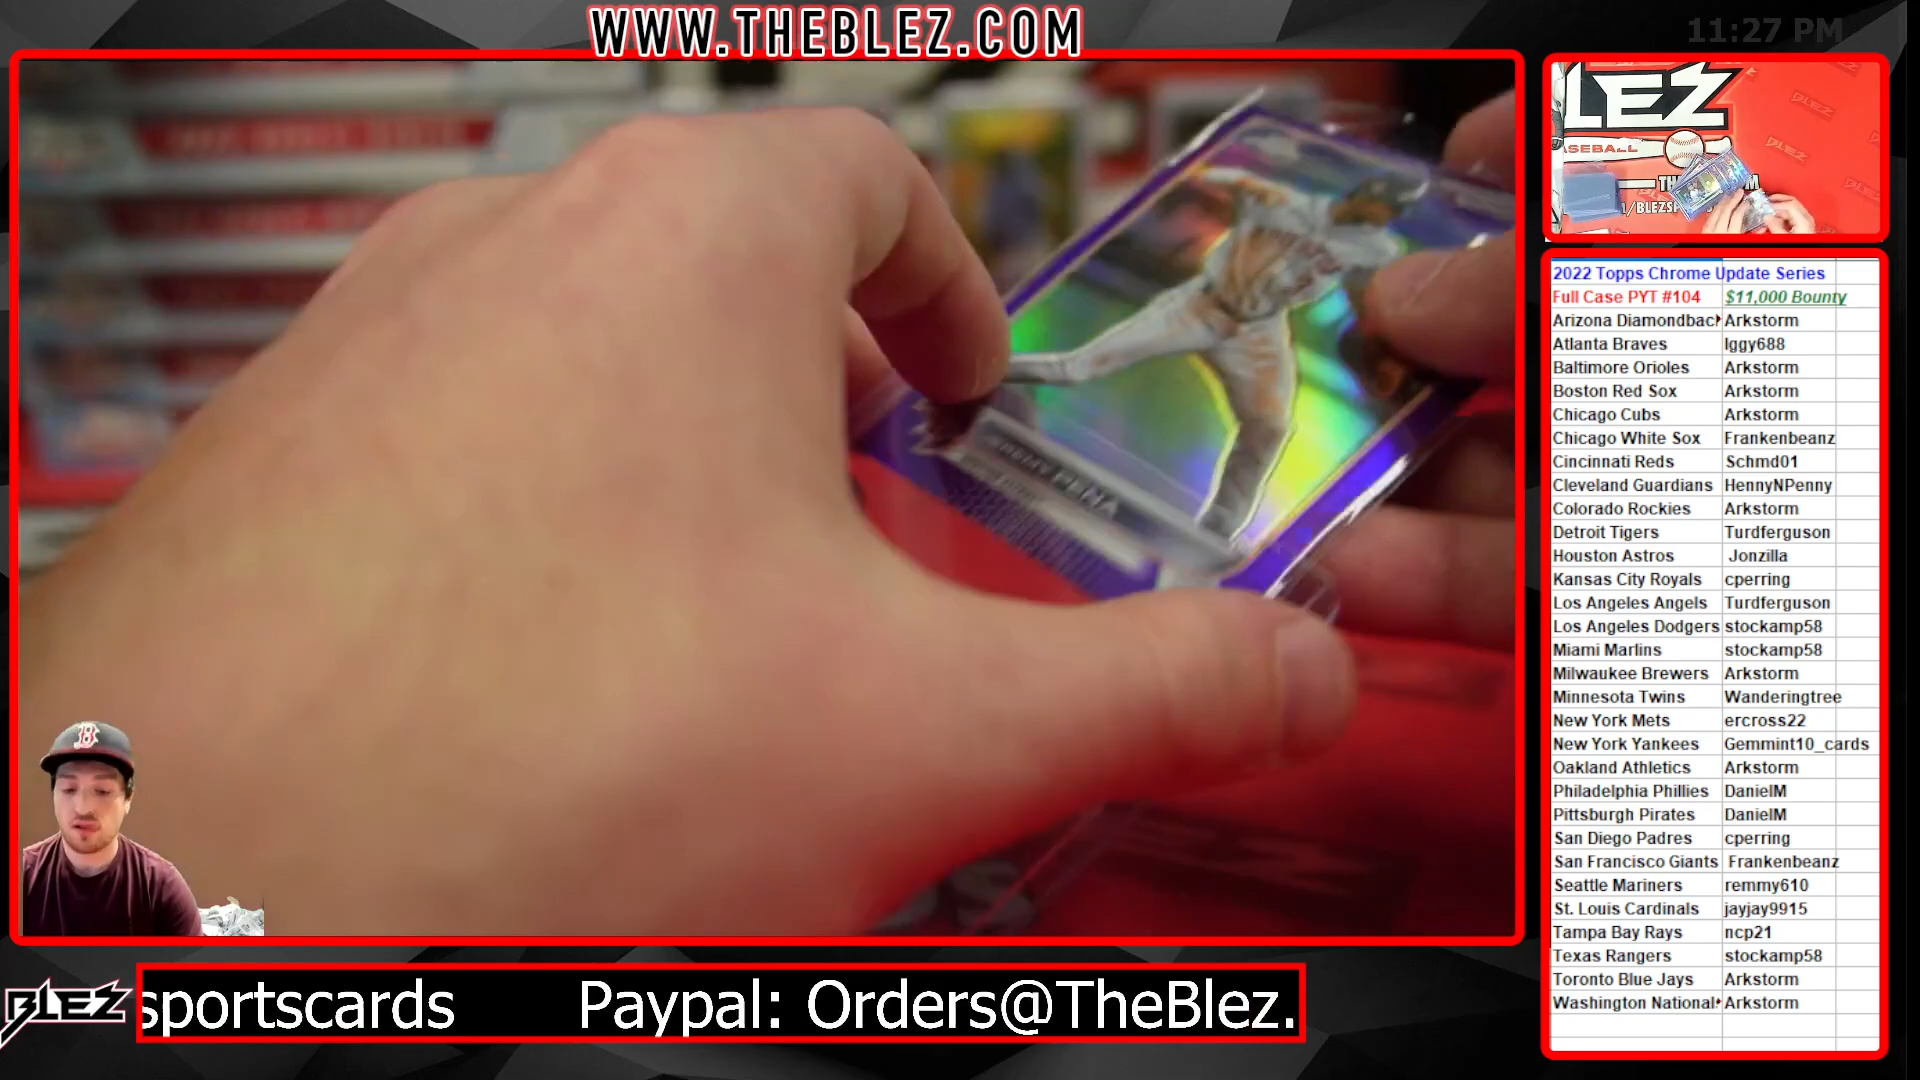 WWW.THEBLEZ.COM
11:27 PM
BLEZ
ASEBALL
PEÑA
2022 Topps Chrome Update Series
Full Case PYT #104 $11,000 Bounty
Arizona Diamondbac Arkstorm
Atlanta Braves Iggy688
Baltimore Orioles Arkstorm
Boston Red Sox Arkstorm
Chicago Cubs Arkstorm
Chicago White Sox Frankenbeanz
Cincinnati Reds Schmd01
Cleveland Guardians HennyNPenny
Colorado Rockies Arkstorm
Detroit Tigers Turdferguson
Houston Astros Jonzilla
Kansas City Royals cperring
Los Angeles Angels Turdferguson
Los Angeles Dodgers stockamp58
Miami Marlins stockamp58
Milwaukee Brewers Arkstorm
Minnesota Twins Wanderingtree
New York Mets ercross22
New York Yankees Gemmint10_cards
Oakland Athletics Arkstorm
Philadelphia Phillies DanielM
Pittsburgh Pirates DanielM
San Diego Padres cperring
San Francisco Giants Frankenbeanz
Seattle Mariners remmy610
St. Louis Cardinals jayjay9915
Tampa Bay Rays ncp21
Texas Rangers stockamp58
Toronto Blue Jays Arkstorm
Washington National Arkstorm
B
BLEZ
sportscards Paypal: Orders@TheBlez.